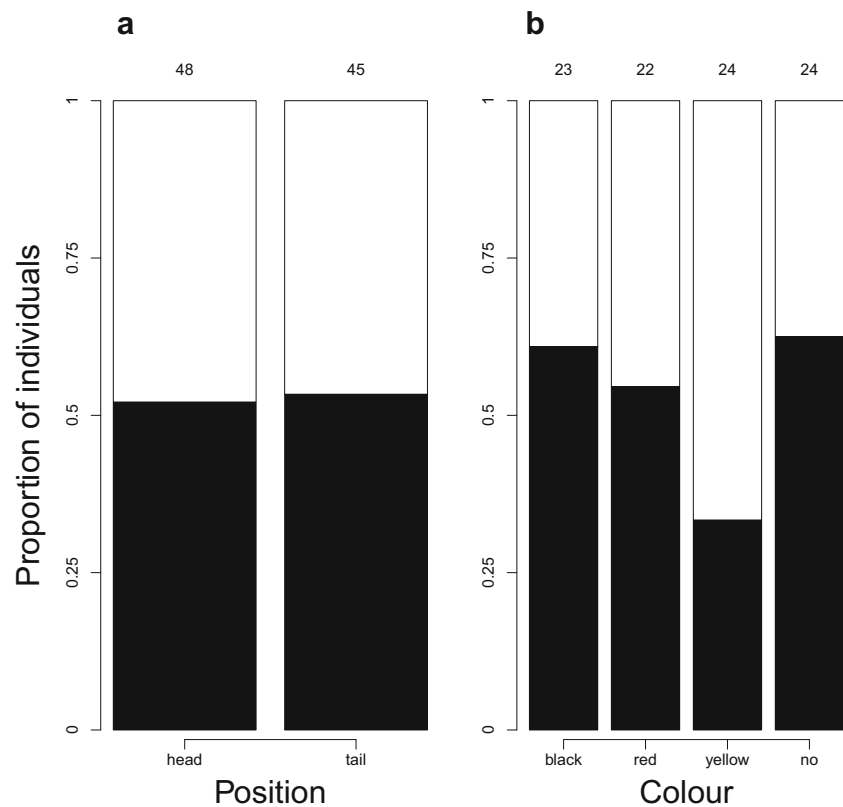 a
48 45
1
0.75
0.5
0.25
0
Proportion of individuals
head tail
Position
b
23 22 24 24
1
0.75
0.5
0.25
0
black red yellow no
Colour